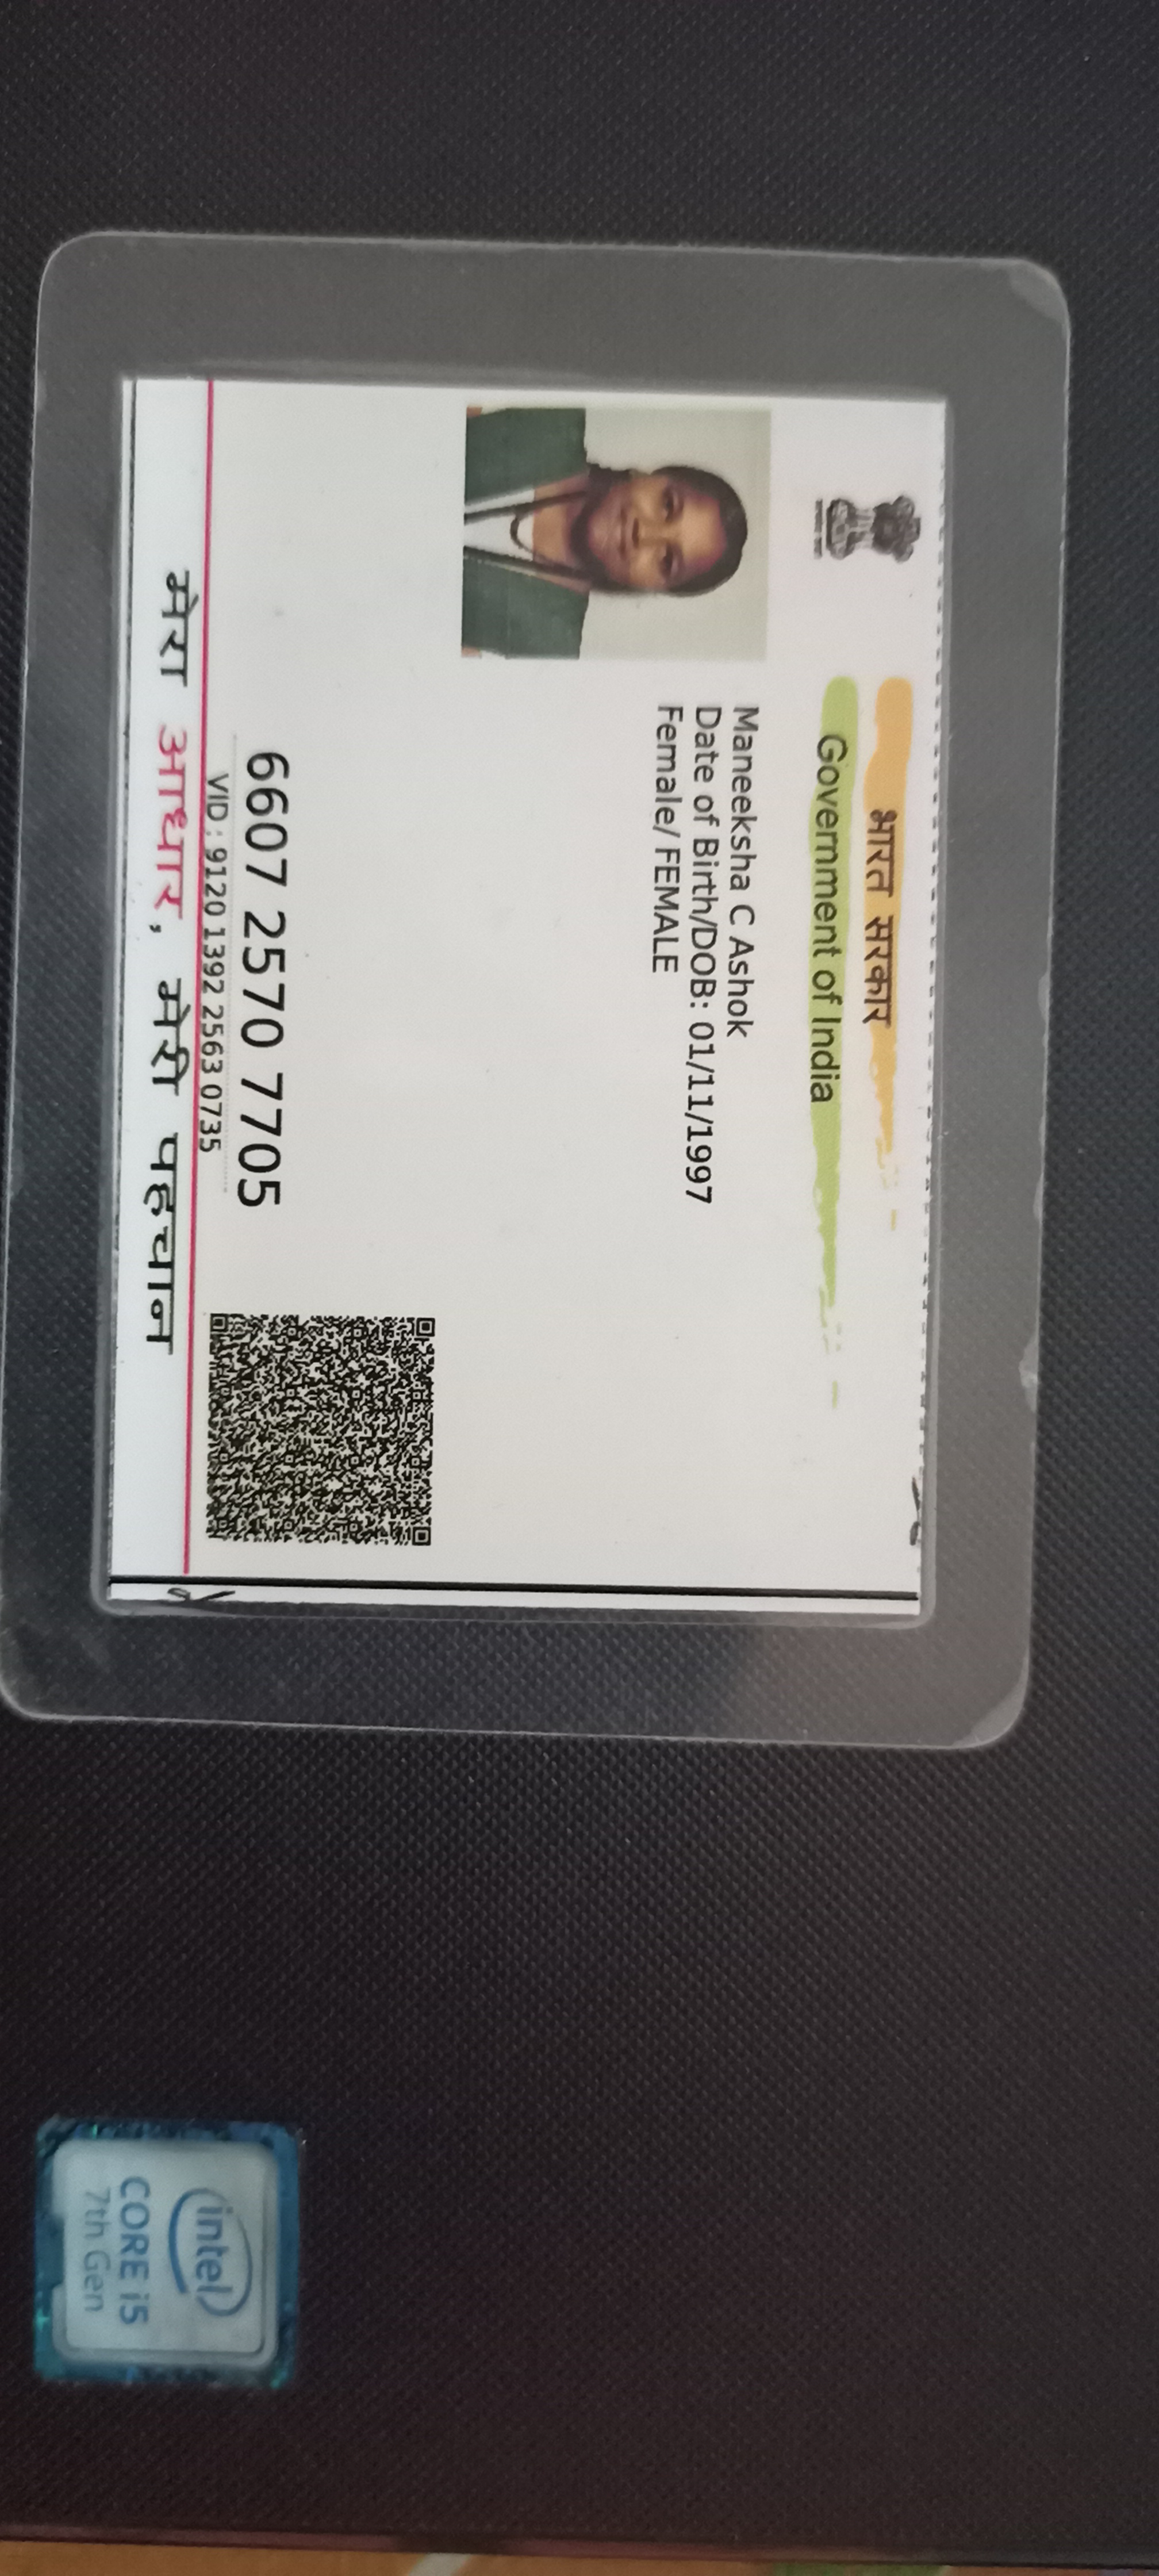 भारत सरकार
Government of India
Maneeksha C Ashok
Date of Birth/DOB: 01/11/1997
Female/ FEMALE
6607 2570 7705
VID : 9120 1392 2563 0735
मेरा आधार, मेरी पहचान
intel
CORE i5
7th Gen